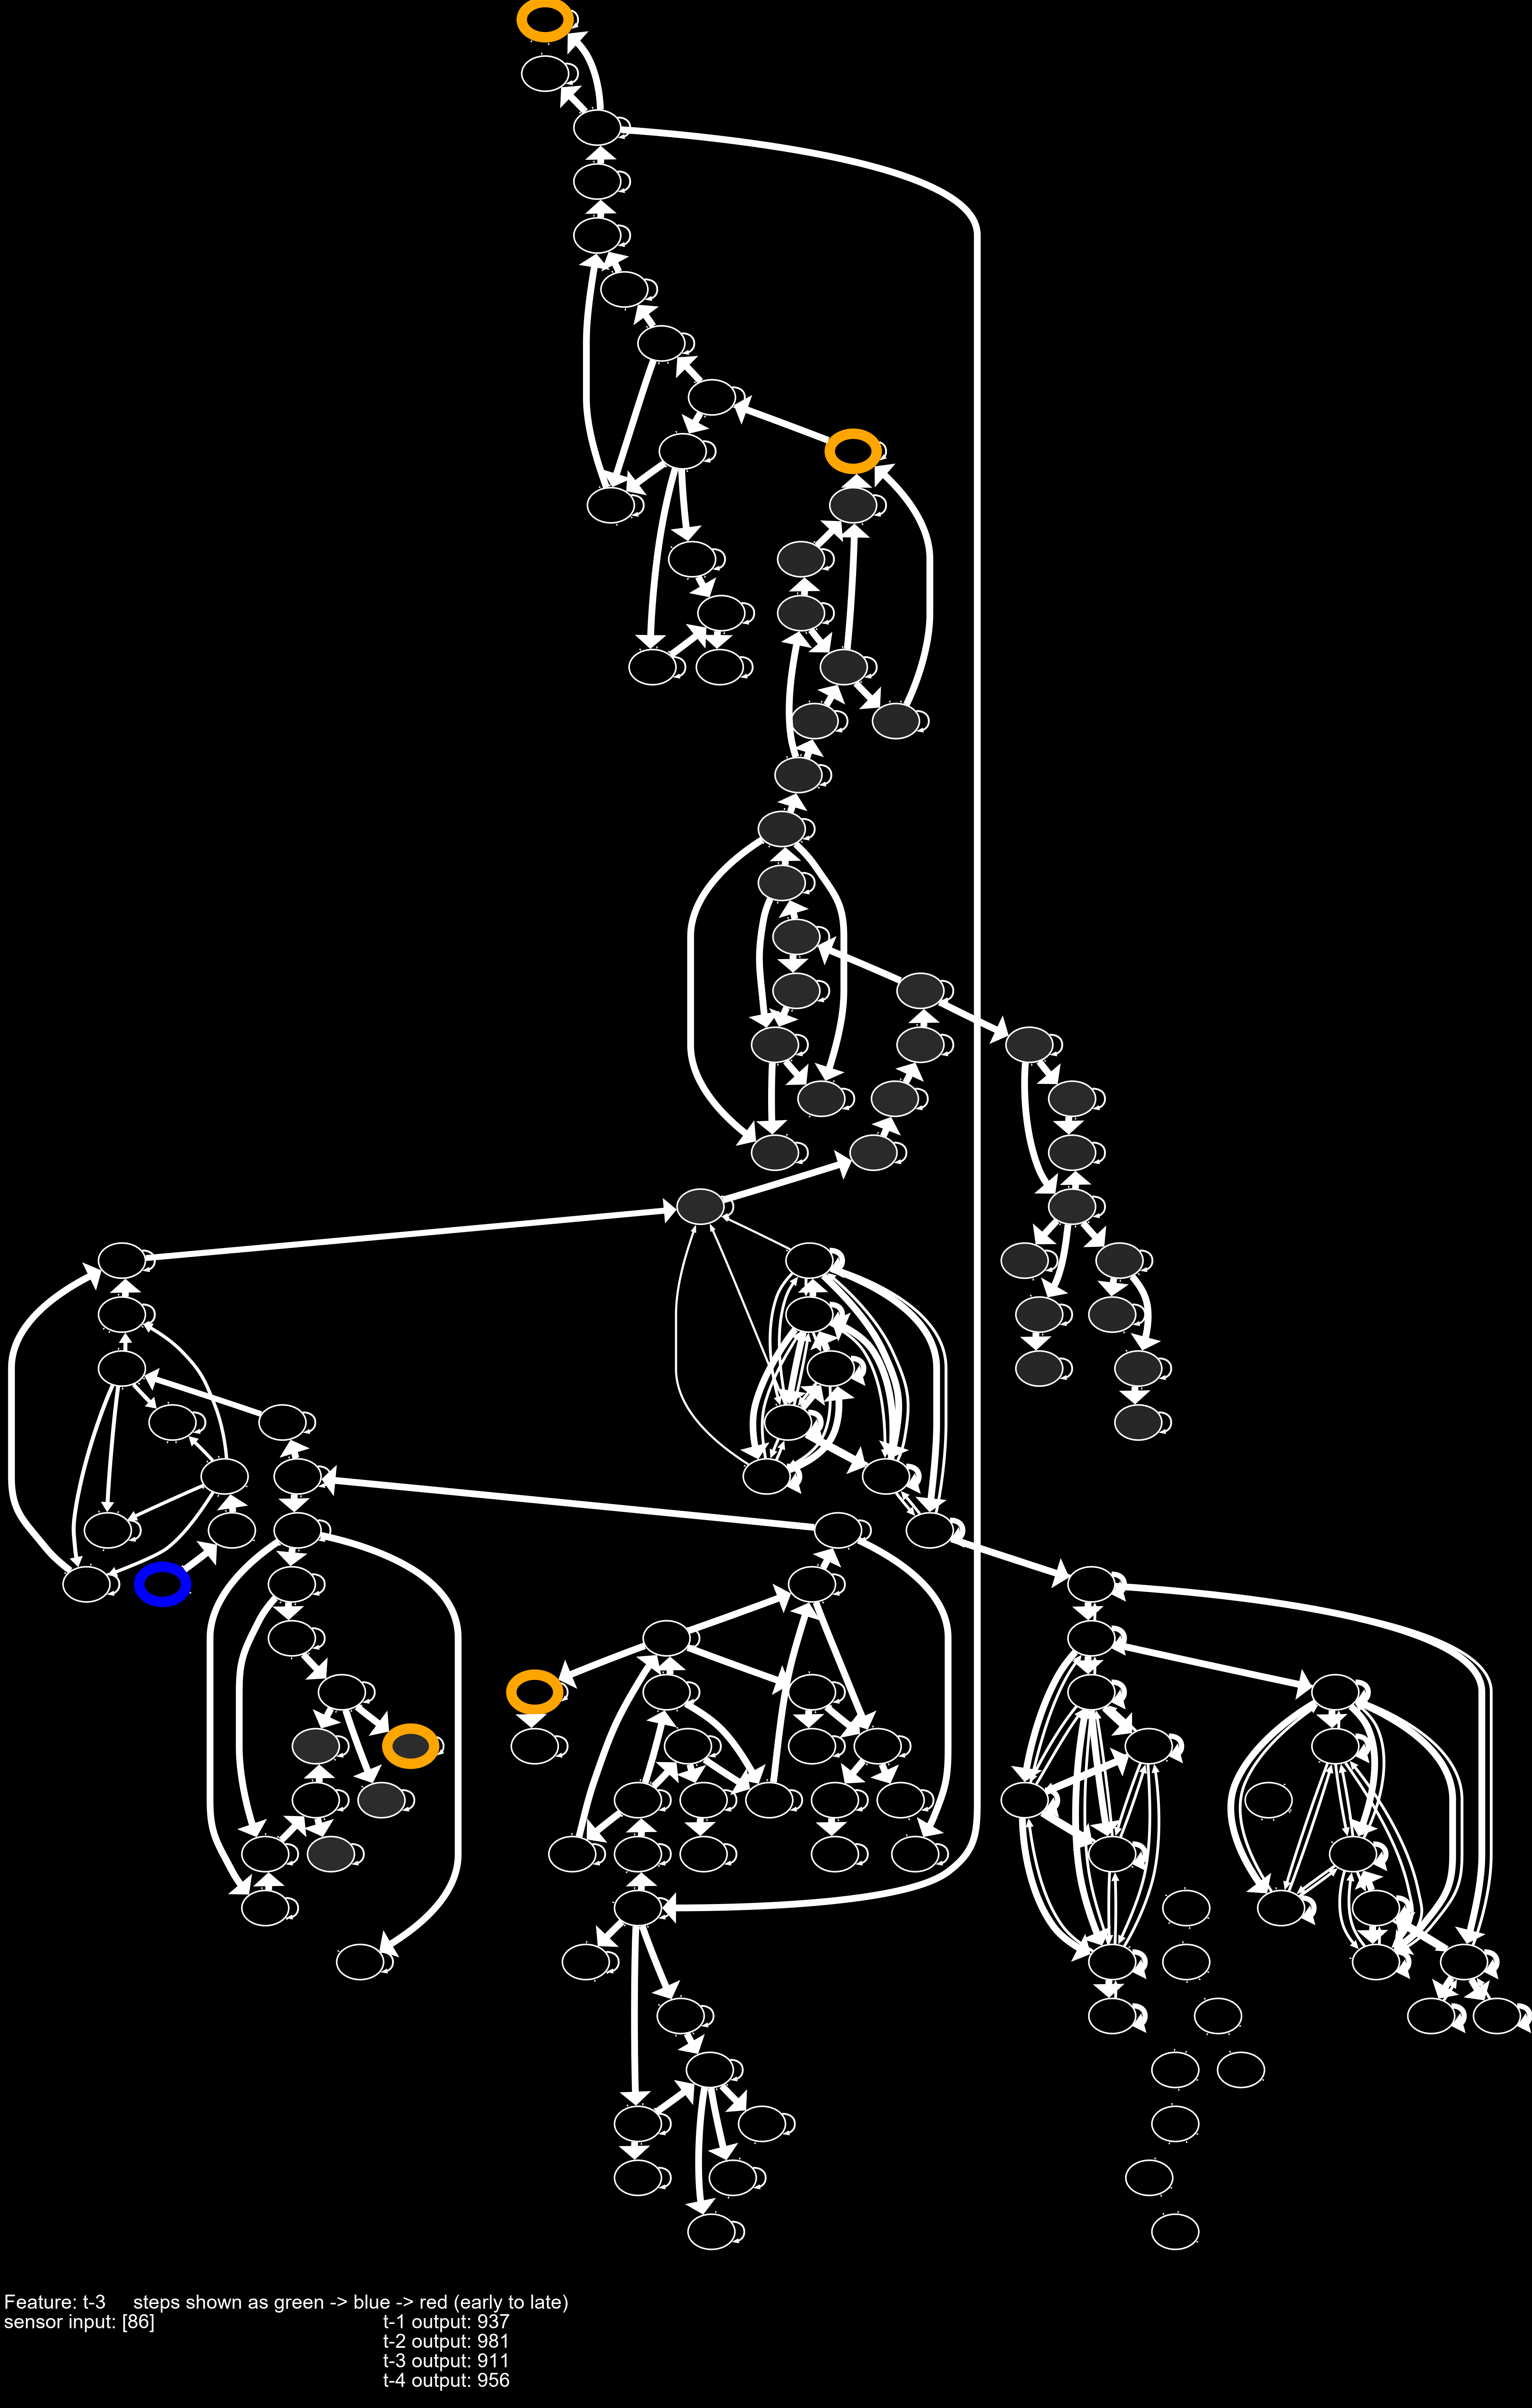 Feature: t-3 steps shown as green -> blue -> red (early to late)
sensor input: [86] t-1 output: 937
t-2 output: 981
t-3 output: 911
t-4 output: 956